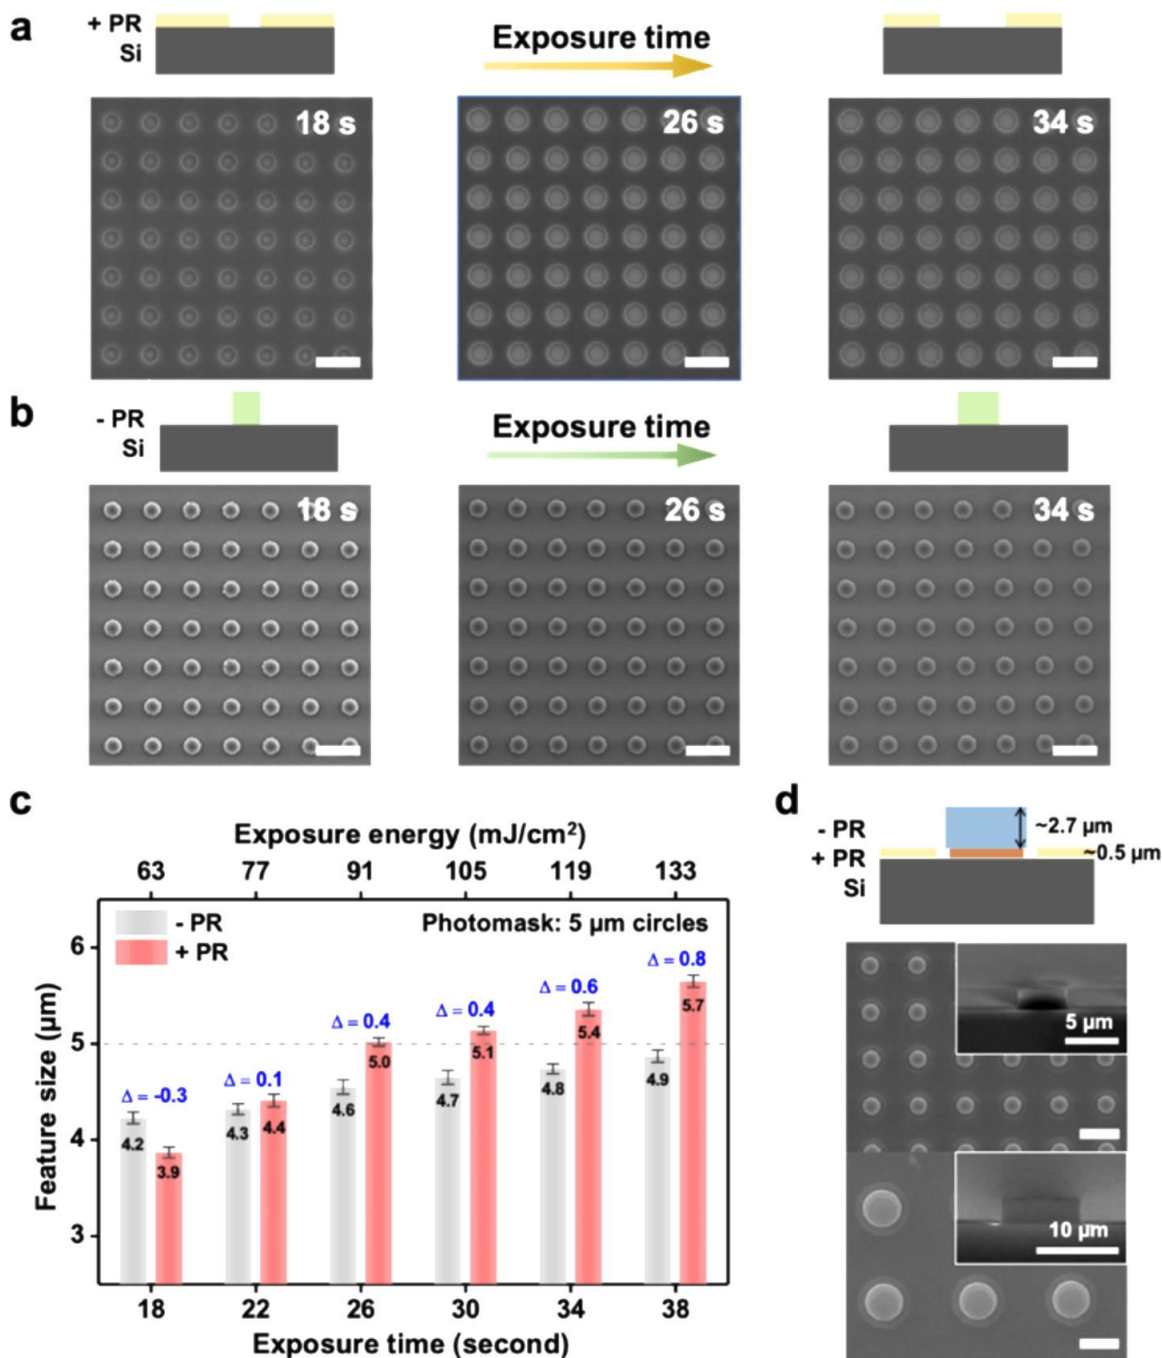 a
+ PR
Si
Exposure time
18 s
26 s
34 s
b
- PR
Si
Exposure time
18 s
26 s
34 s
c
Exposure energy (mJ/cm²)
63 77 91 105 119 133
- PR
+ PR
Photomask: 5 µm circles
Feature size (µm)
6
5
4
3
Δ = -0.3
Δ = 0.1
Δ = 0.4
Δ = 0.4
Δ = 0.6
Δ = 0.8
4.2
3.9
4.3
4.4
4.6
5.0
4.7
5.1
4.8
5.4
4.9
5.7
18 22 26 30 34 38
Exposure time (second)
d
- PR
+ PR
Si
~2.7 µm
~0.5 µm
5 µm
10 µm